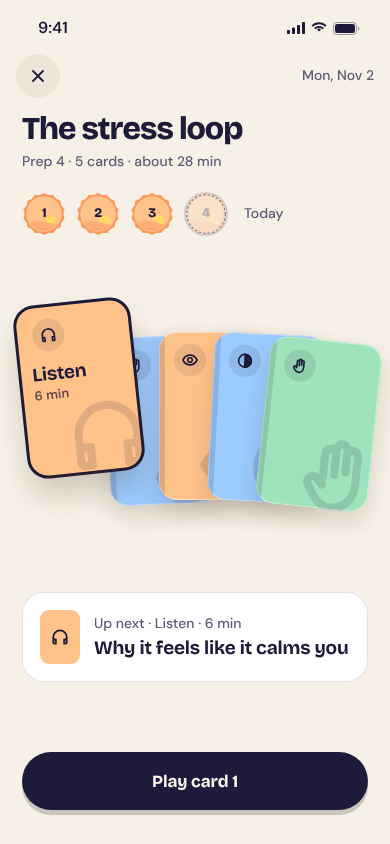 9:41
Mon, Nov 2
The stress loop
Prep 4 · 5 cards · about 28 min
1
2
3
4
Today
Listen
6 min
Up next · Listen · 6 min
Why it feels like it calms you
Play card 1